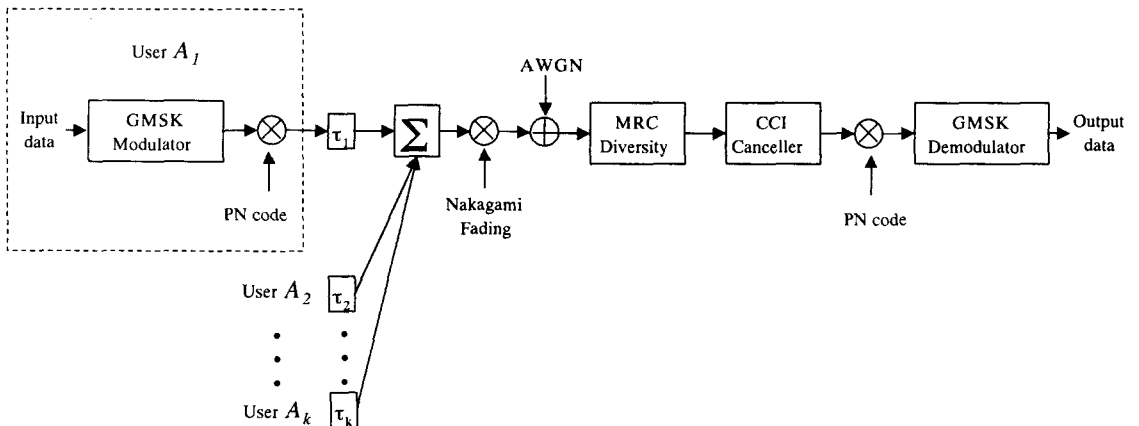 User A1
Input data
GMSK Modulator
PN code
τ1
Σ
AWGN
Nakagami Fading
MRC Diversity
CCI Canceller
PN code
GMSK Demodulator
Output data
User A2
τ2
User Ak
τk